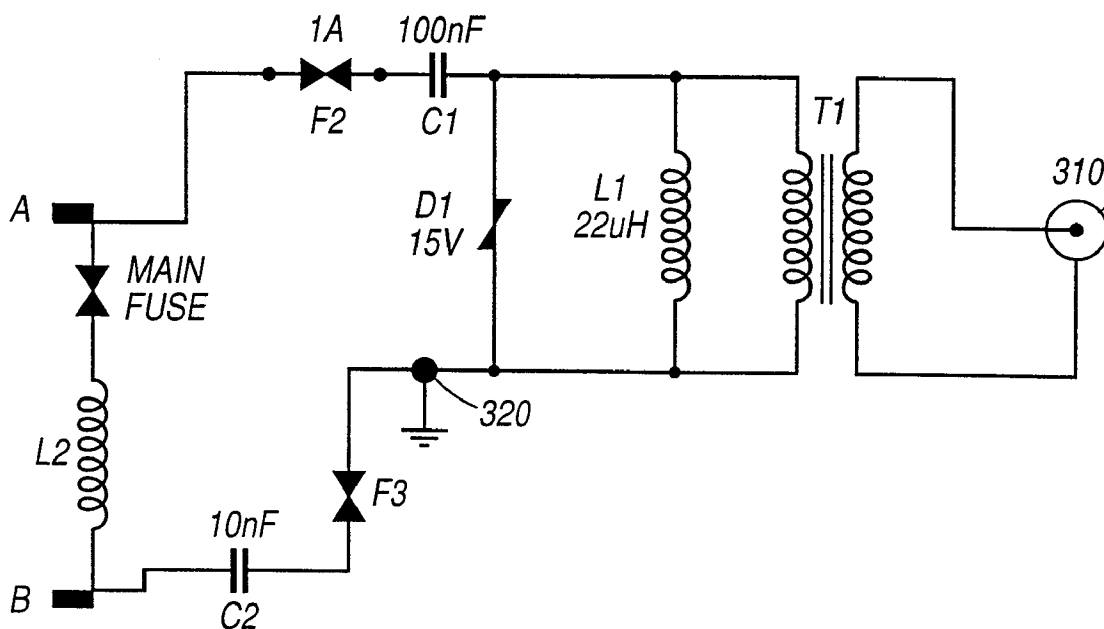 1A
100nF
F2
C1
T1
A
MAIN
FUSE
D1
15V
L1
22uH
310
320
L2
F3
10nF
B
C2